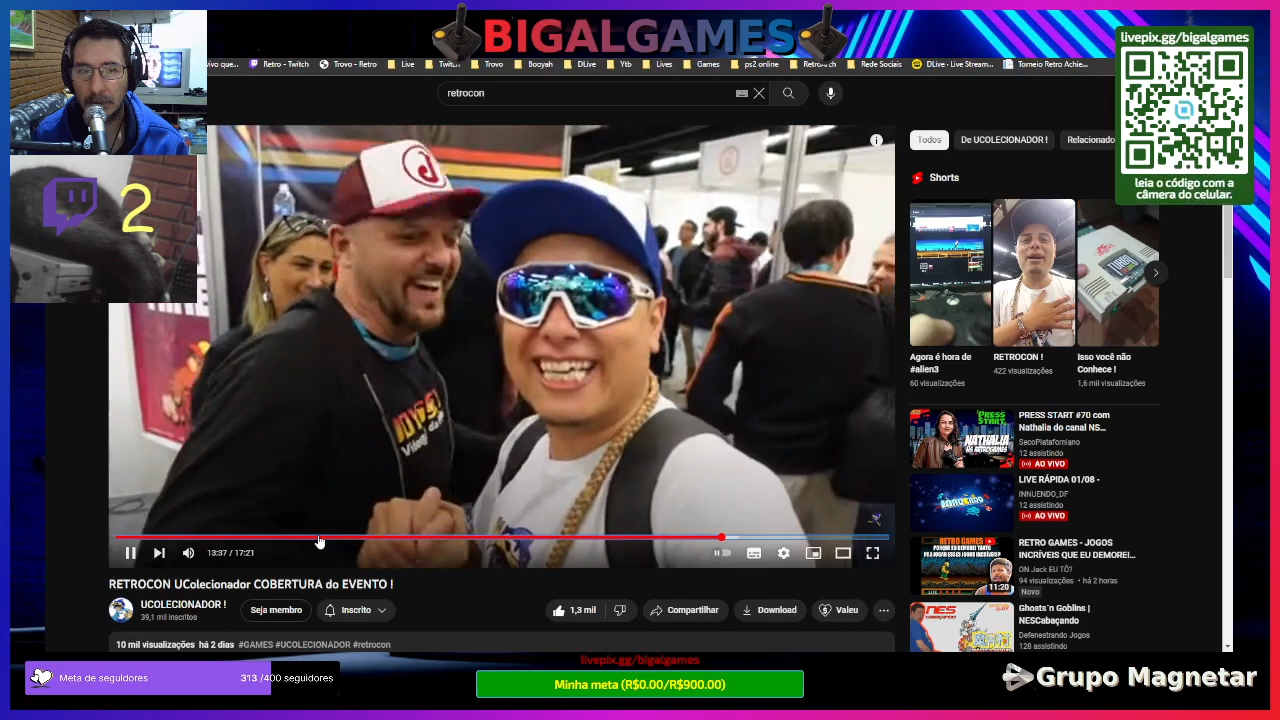 BIGALGAMES
livepix.gg/bigalgames
leia o código com a
câmera do celular.
vivo que...
Retro - Twitch
Trovo - Retro
Live
Twitch
Trovo
Booyah
DLive
Ytb
Lives
Games
ps2 online
Rede Sociais
DLive · Live Stream...
Torneio Retro Achie...
retrocon
2
Todos
De UCOLECIONADOR !
Relacionado
Shorts
Agora é hora de
#alien3
60 visualizações
RETROCON !
422 visualizações
Isso você não
Conhece !
1,6 mil visualizações
PRESS START #70 com
Nathalia do canal NS...
SecoPlataforniano
12 assistindo
AO VIVO
LIVE RÁPIDA 01/08 -
INNUENDO_DF
12 assistindo
AO VIVO
RETRO GAMES - JOGOS
INCRÍVEIS QUE EU DEMOREI...
ON Jack EU TÔ?
94 visualizações • há 2 horas
Novo
11:20
Ghosts´n Goblins |
NESCabaçando
Defenestrando Jogos
128 assistindo
13:37 / 17:21
RETROCON UColecionador COBERTURA do EVENTO !
UCOLECIONADOR !
39,1 mil inscritos
Seja membro
Inscrito
1,3 mil
Compartilhar
Download
Valeu
10 mil visualizações há 2 dias #GAMES #UCOLECIONADOR #retrocon
livepix.gg/bigalgames
Meta de seguidores
313 /400 seguidores
Minha meta (R$0.00/R$900.00)
Grupo Magnetar